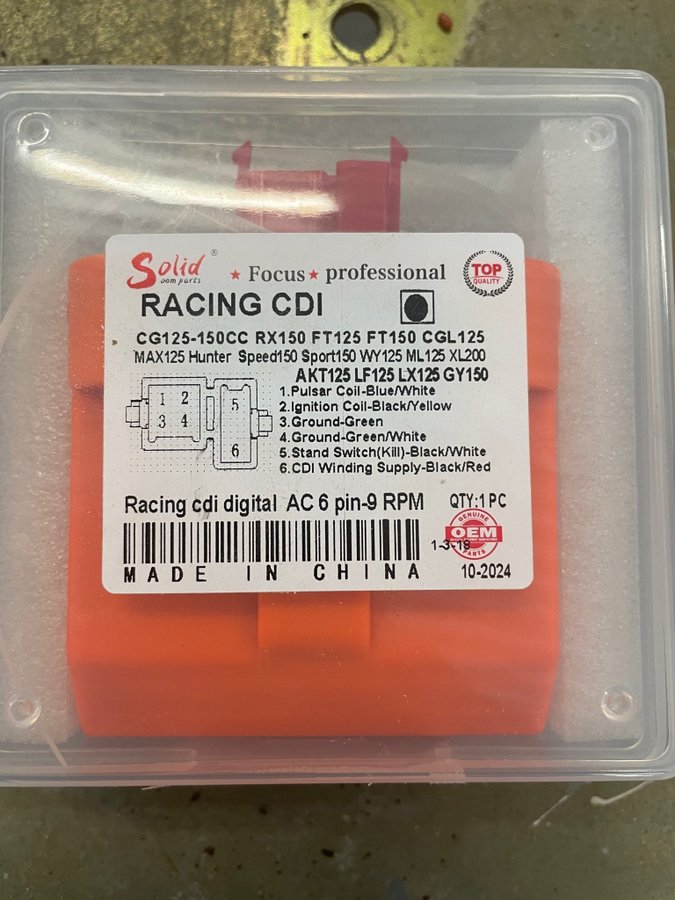 Solid ®
oem parts
★ Focus ★ professional
TOP
QUALITY
RACING CDI
CG125-150CC RX150 FT125 FT150 CGL125
MAX125 Hunter Speed150 Sport150 WY125 ML125 XL200
AKT125 LF125 LX125 GY150
1 2
3 4
5
6
1.Pulsar Coil-Blue/White
2.Ignition Coil-Black/Yellow
3.Ground-Green
4.Ground-Green/White
5.Stand Switch(Kill)-Black/White
6.CDI Winding Supply-Black/Red
Racing cdi digital AC 6 pin-9 RPM QTY:1 PC
GENUINE
OEM
PARTS
1-3-19
MADE IN CHINA
10-2024